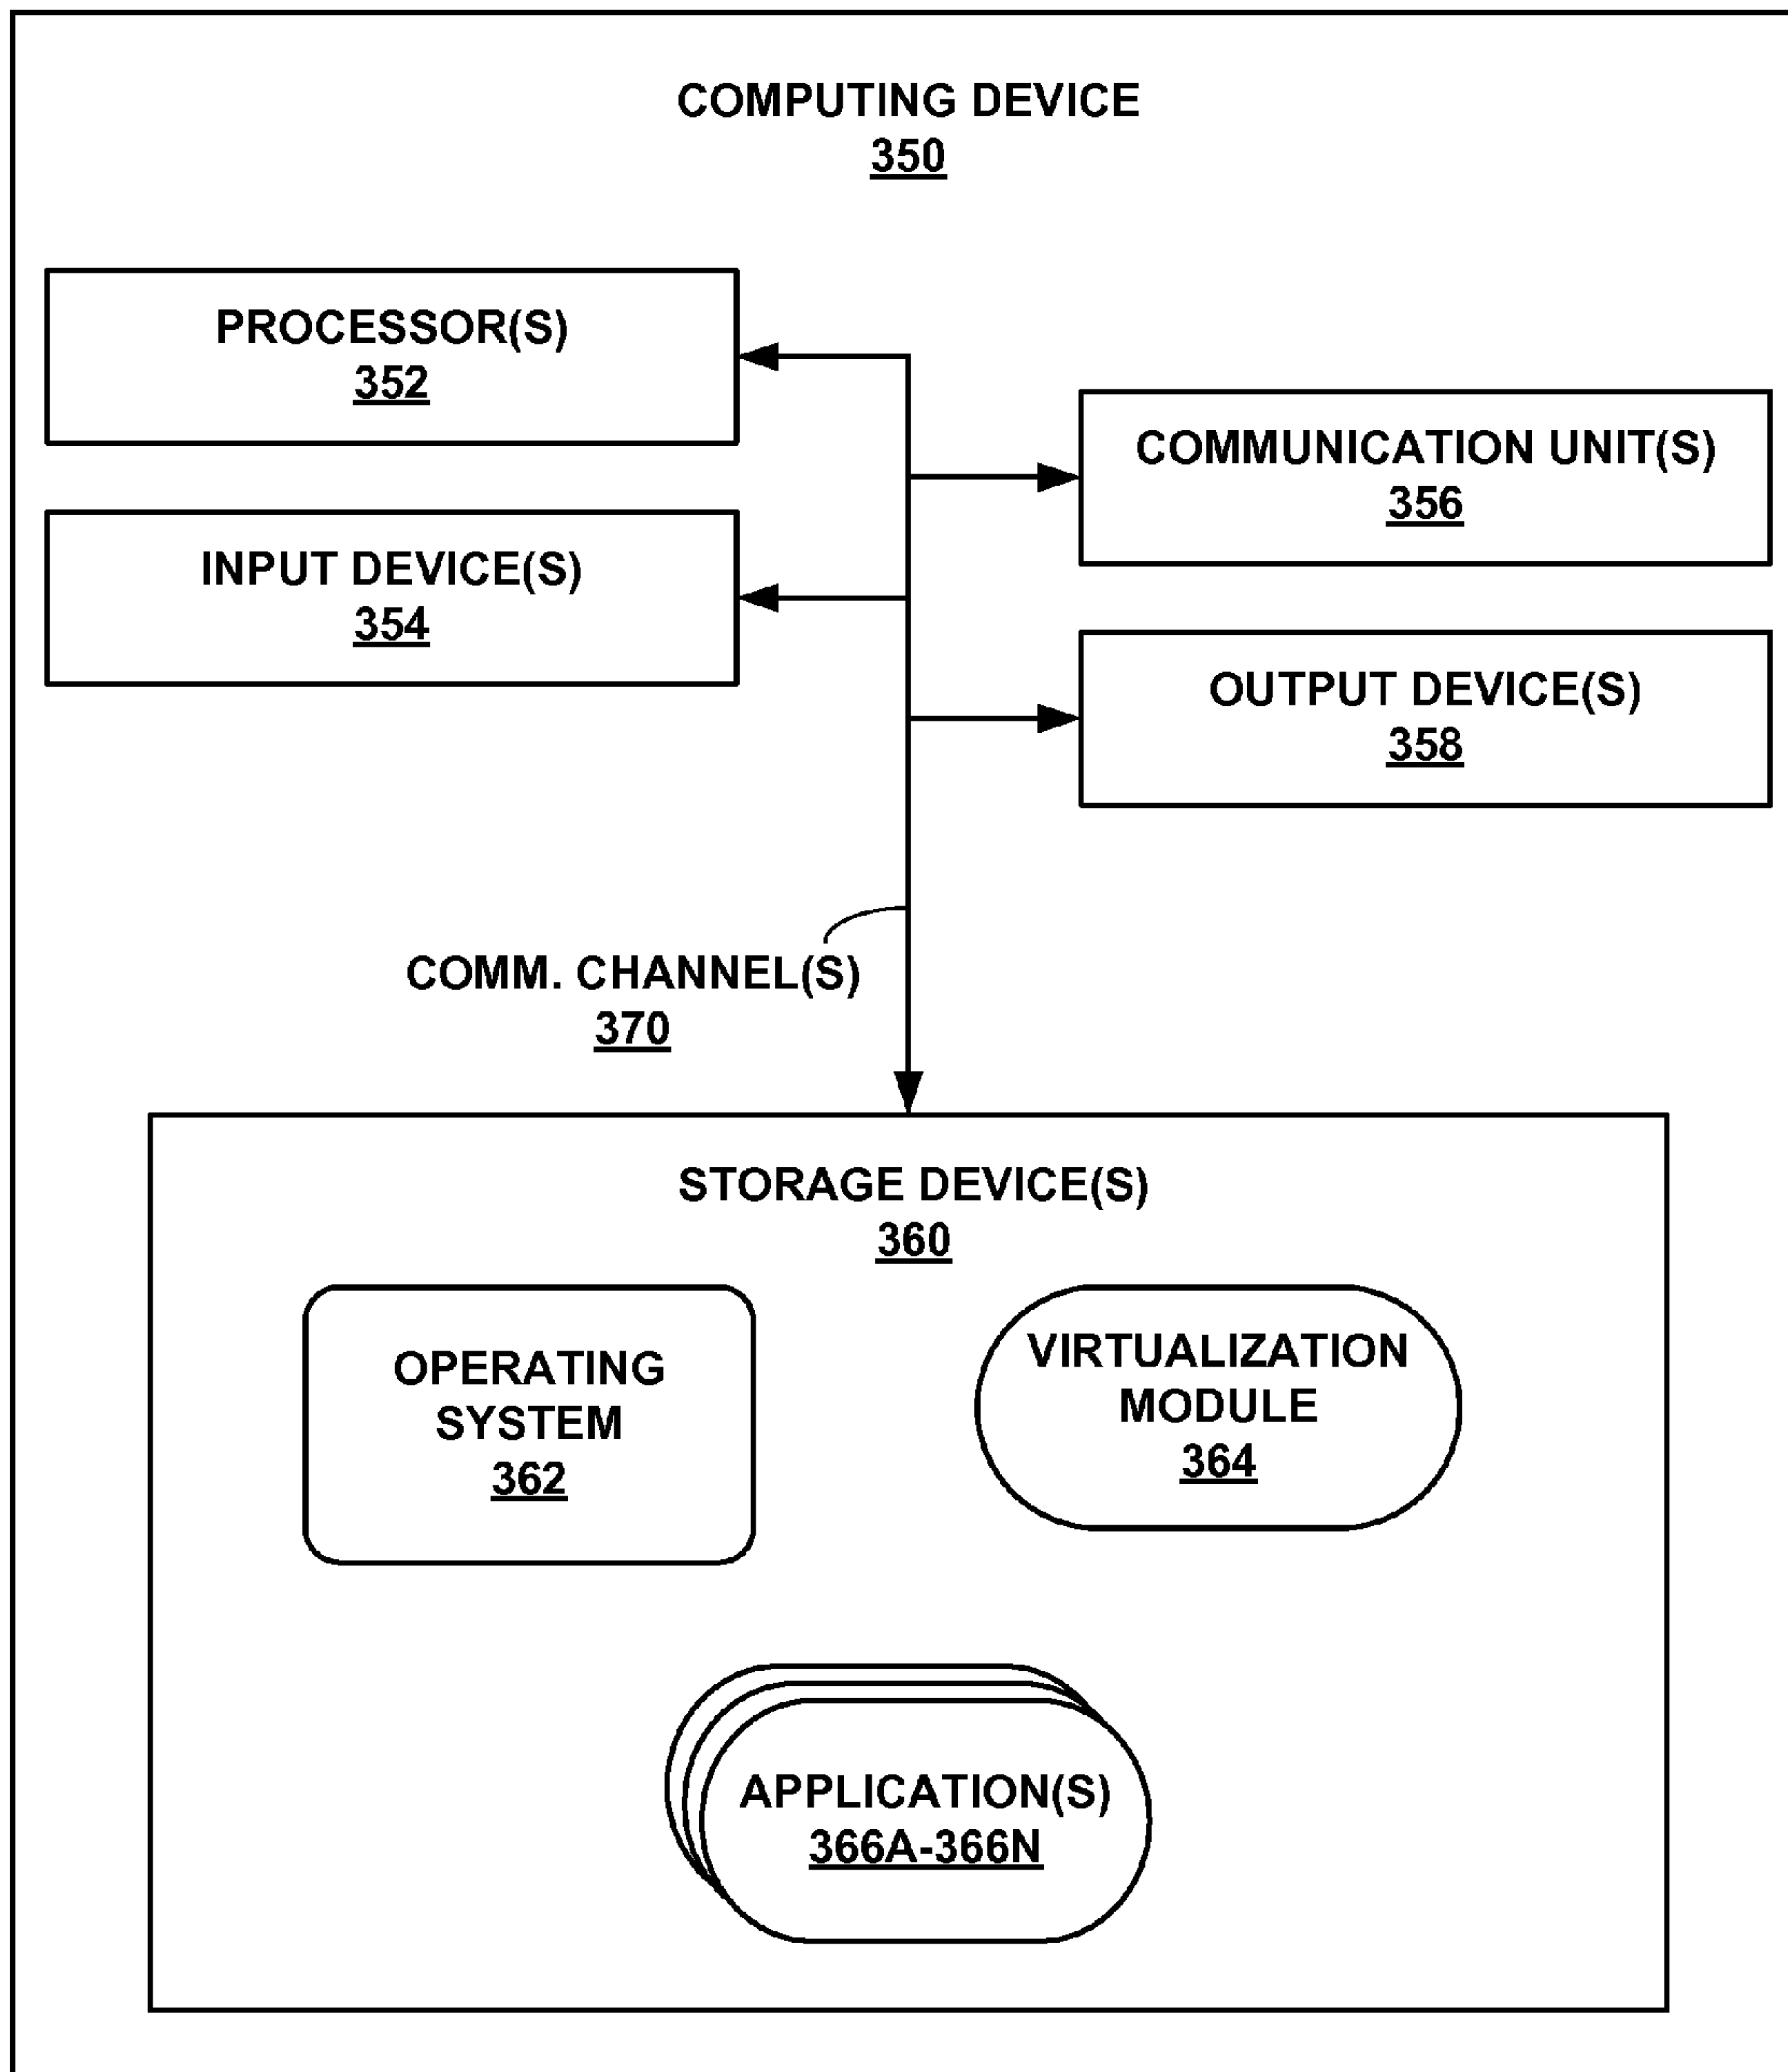 COMPUTING DEVICE
350
PROCESSOR(S)
352
COMMUNICATION UNIT(S)
356
INPUT DEVICE(S)
354
OUTPUT DEVICE(S)
358
COMM. CHANNEL(S)
370
STORAGE DEVICE(S)
360
OPERATING
SYSTEM
362
VIRTUALIZATION
MODULE
364
APPLICATION(S)
366A-366N